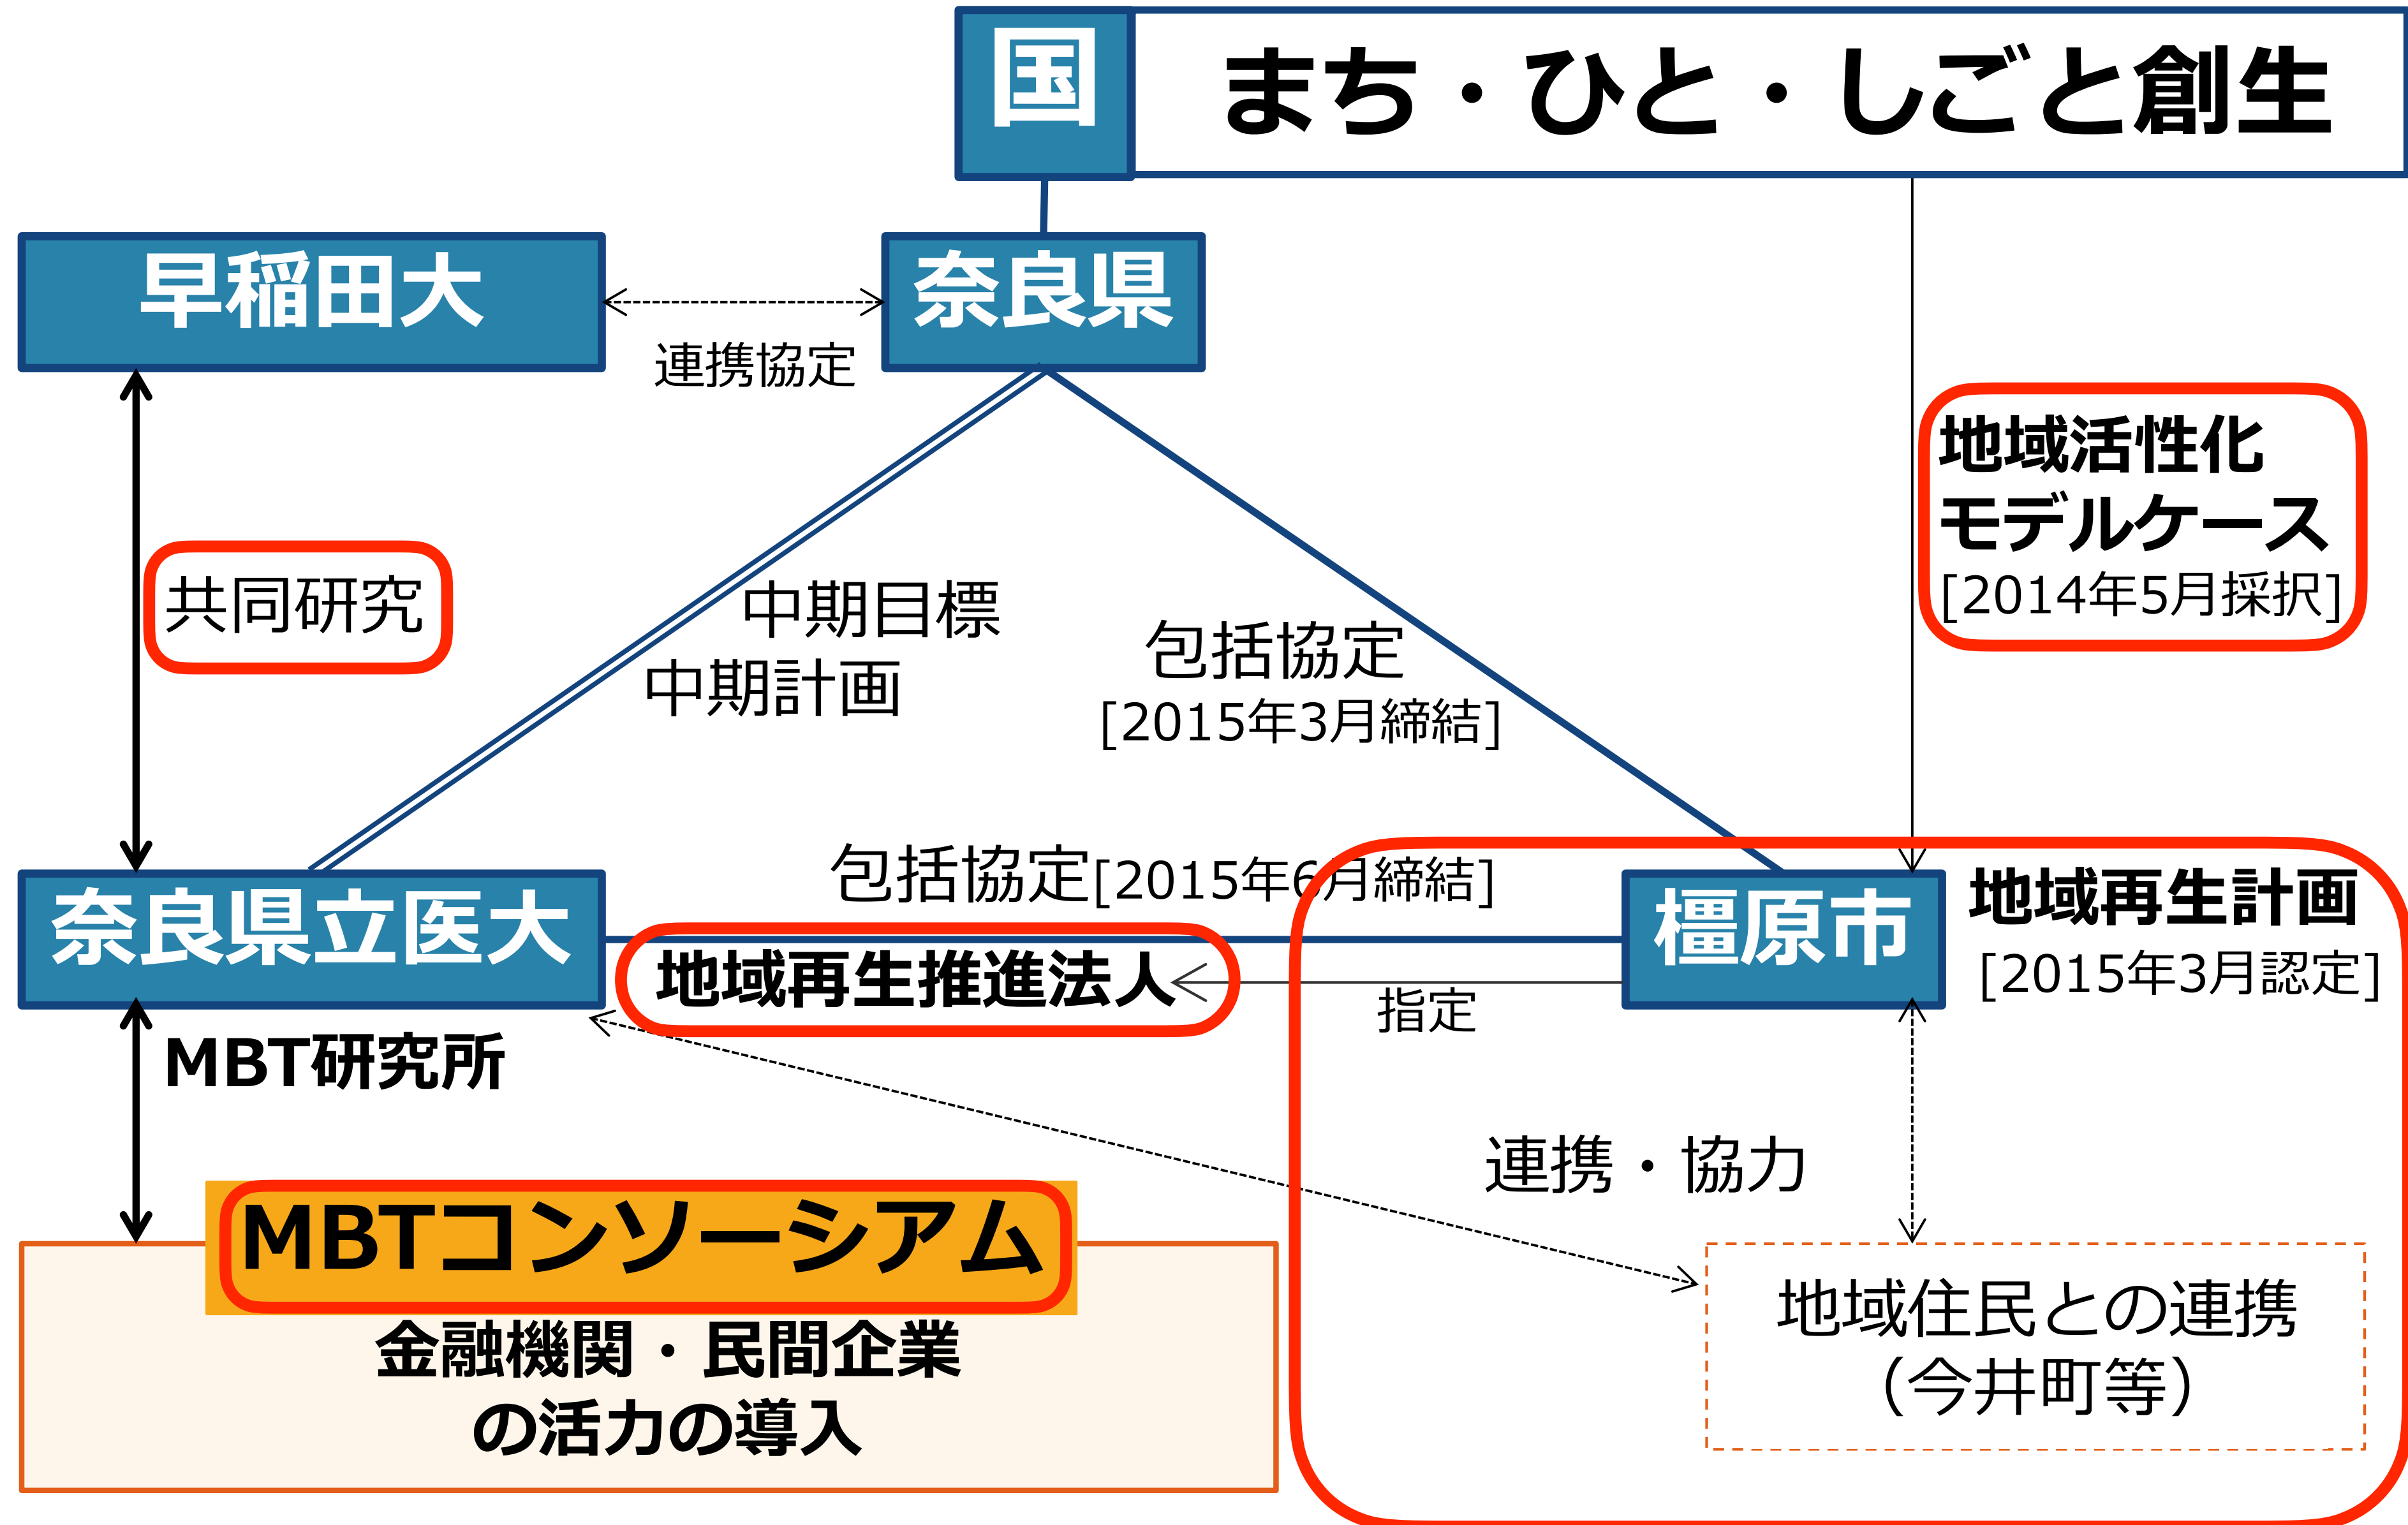 国
まち・ひと・しごと創生
早稲田大
奈良県
連携協定
地域活性化
モデルケース
[2014年5月採択]
共同研究
中期目標
中期計画
包括協定
[2015年3月締結]
包括協定[2015年6月締結]
奈良県立医大
橿原市
地域再生計画
[2015年3月認定]
地域再生推進法人
指定
MBT研究所
連携・協力
MBTコンソーシアム
金融機関・民間企業
の活力の導入
地域住民との連携
（今井町等）